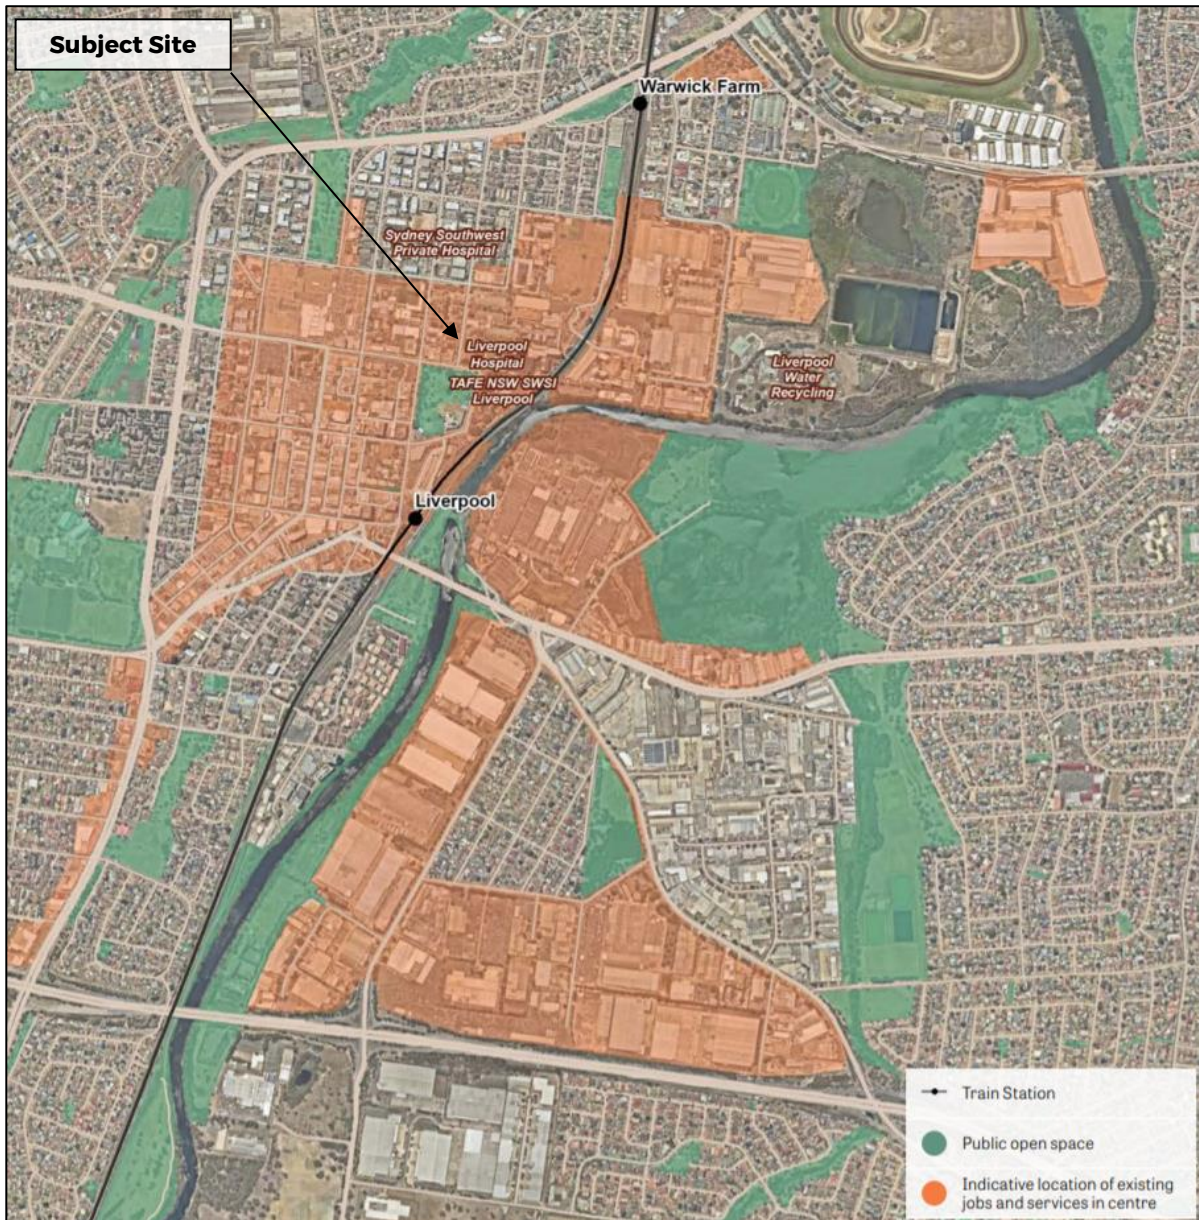 Subject Site
Warwick Farm
Sydney Southwest
Private Hospital
Liverpool
Hospital
TAFE NSW SWSI
Liverpool
Liverpool
Water
Recycling
Liverpool
Train Station
Public open space
Indicative location of existing
jobs and services in centre